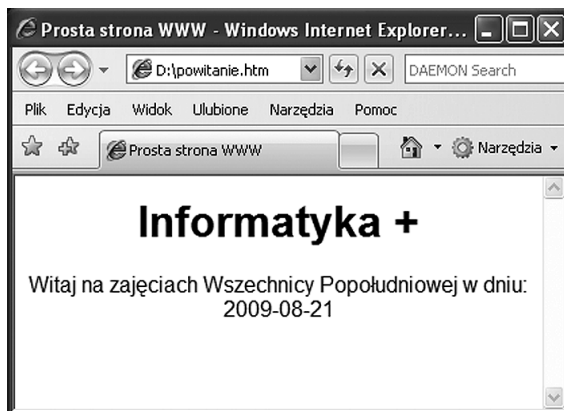 Prosta strona WWW - Windows Internet Explorer...
D:\powitanie.htm
DAEMON Search
Plik Edycja Widok Ulubione Narzędzia Pomoc
Prosta strona WWW
Narzędzia
Informatyka +
Witaj na zajęciach Wszechnicy Popołudniowej w dniu:
2009-08-21